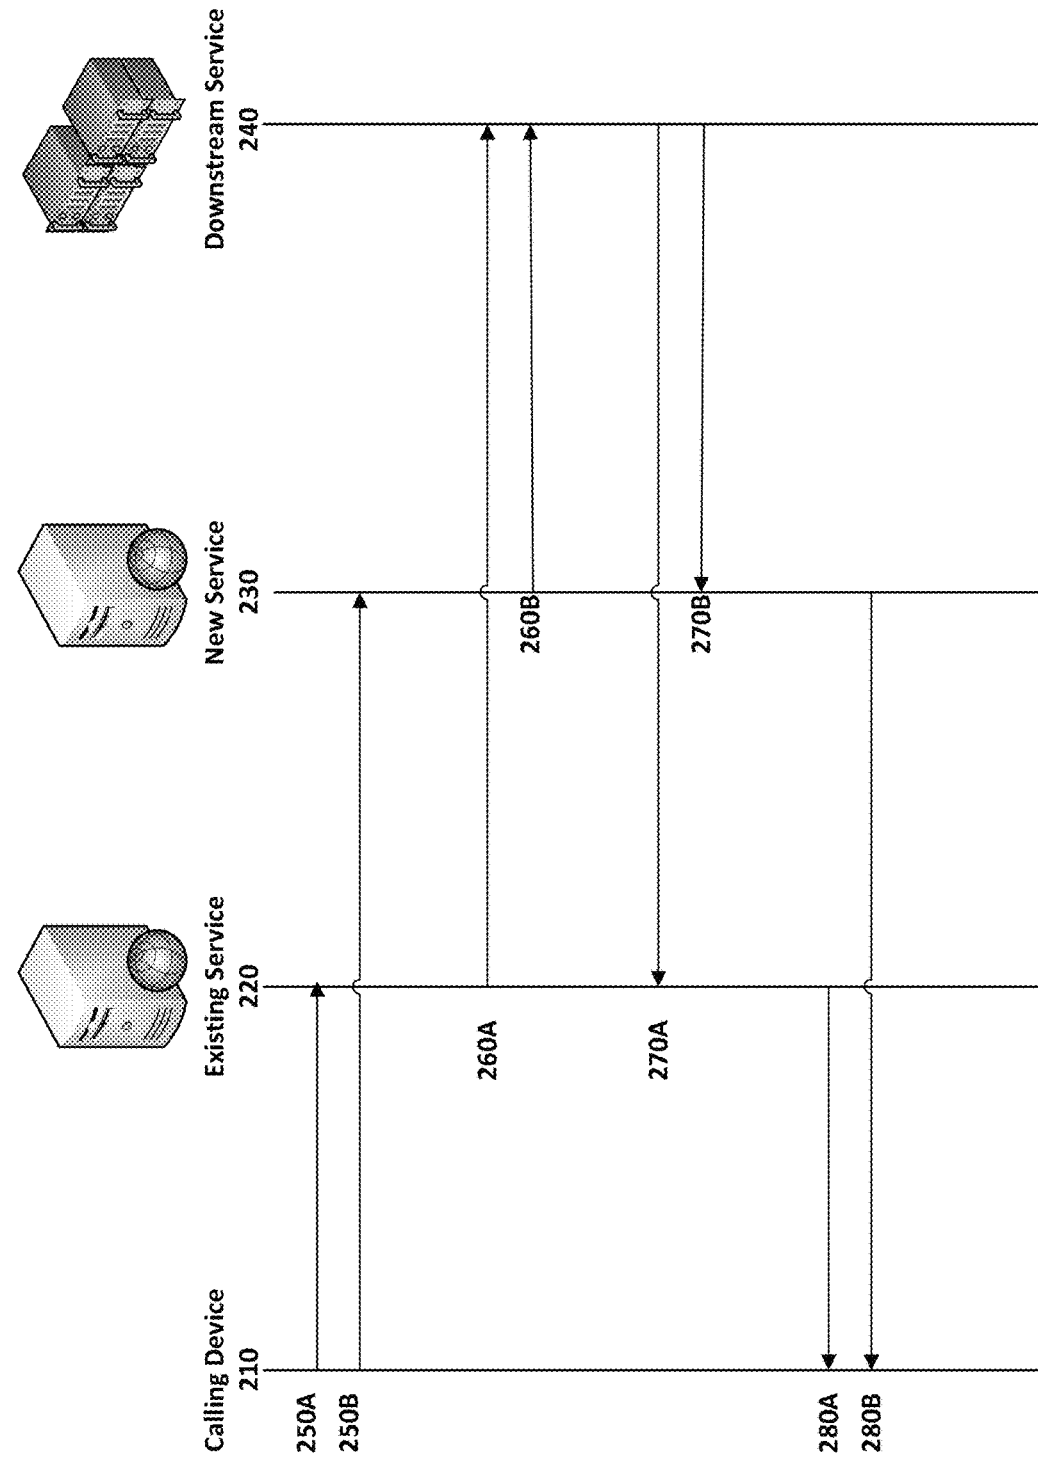 Calling Device
Existing Service
New Service
Downstream Service
210
220
230
240
250A
250B
260A
260B
270A
270B
280A
280B